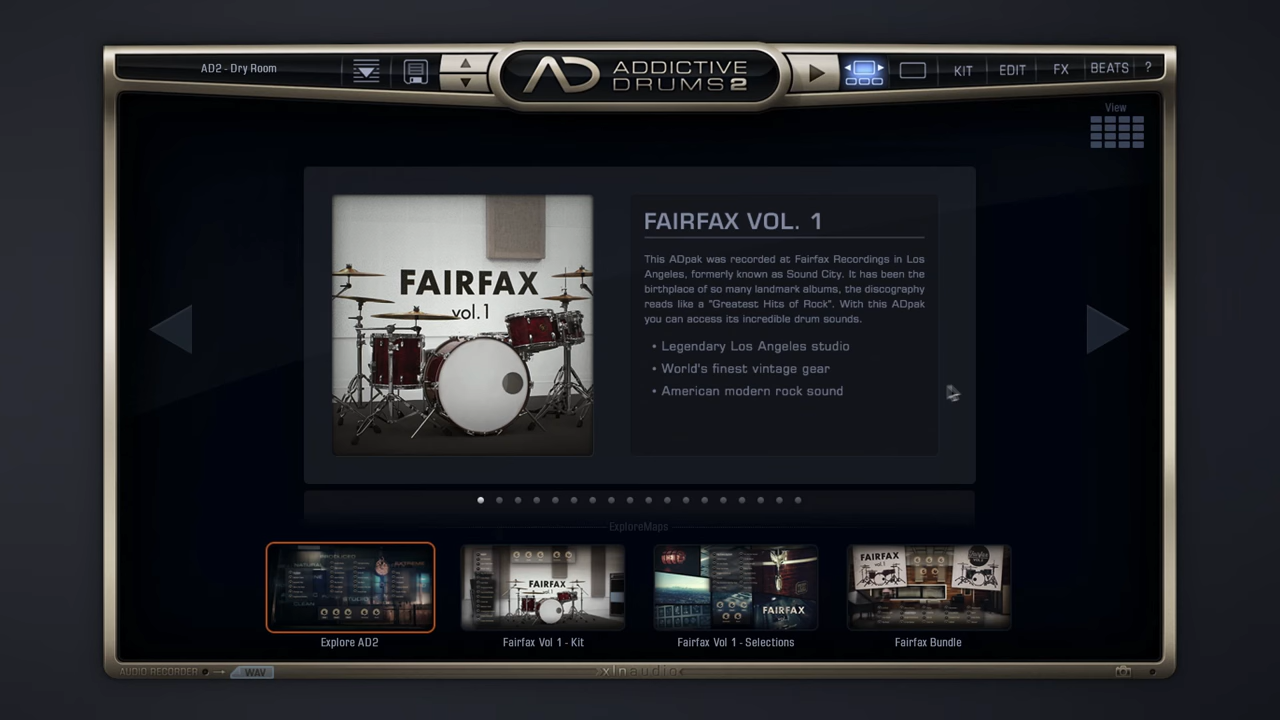 AD2 - Dry Room
ADDICTIVE
DRUMS 2
KIT
EDIT
FX
BEATS
?
View
FAIRFAX
vol.1
FAIRFAX VOL. 1
This ADpak was recorded at Fairfax Recordings in Los
Angeles, formerly known as Sound City. It has been the
birthplace of so many landmark albums, the discography
reads like a "Greatest Hits of Rock". With this ADpak
you can access its incredible drum sounds.
• Legendary Los Angeles studio
• World's finest vintage gear
• American modern rock sound
ExploreMaps
FAIRFAX
FAIRFAX
FAIRFAX
Explore AD2
Fairfax Vol 1 - Kit
Fairfax Vol 1 - Selections
Fairfax Bundle
AUDIO RECORDER
WAV
xlnaudio